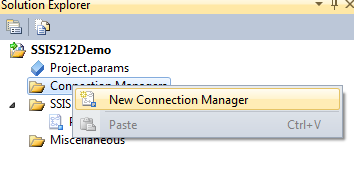 Solution Explorer
SSIS212Demo
Project.params
Connection Managers
New Connection Manager
SSIS
Paste Ctrl+V
Miscellaneous